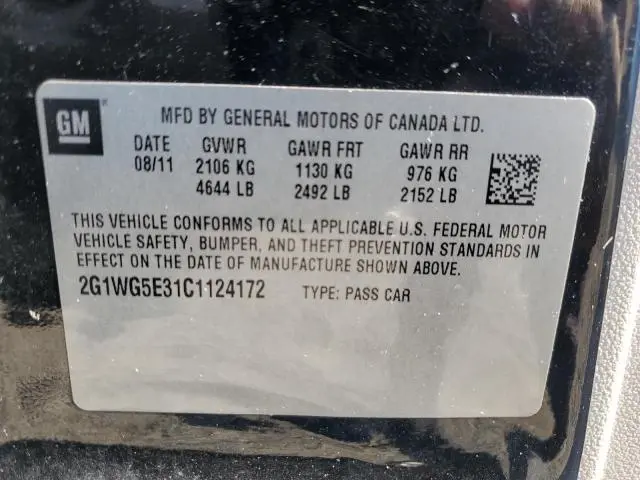 GM
MFD BY GENERAL MOTORS OF CANADA LTD.
DATE GVWR GAWR FRT GAWR RR
08/11 2106 KG 1130 KG 976 KG
4644 LB 2492 LB 2152 LB
THIS VEHICLE CONFORMS TO ALL APPLICABLE U.S. FEDERAL MOTOR
VEHICLE SAFETY, BUMPER, AND THEFT PREVENTION STANDARDS IN
EFFECT ON THE DATE OF MANUFACTURE SHOWN ABOVE.
2G1WG5E31C1124172 TYPE: PASS CAR